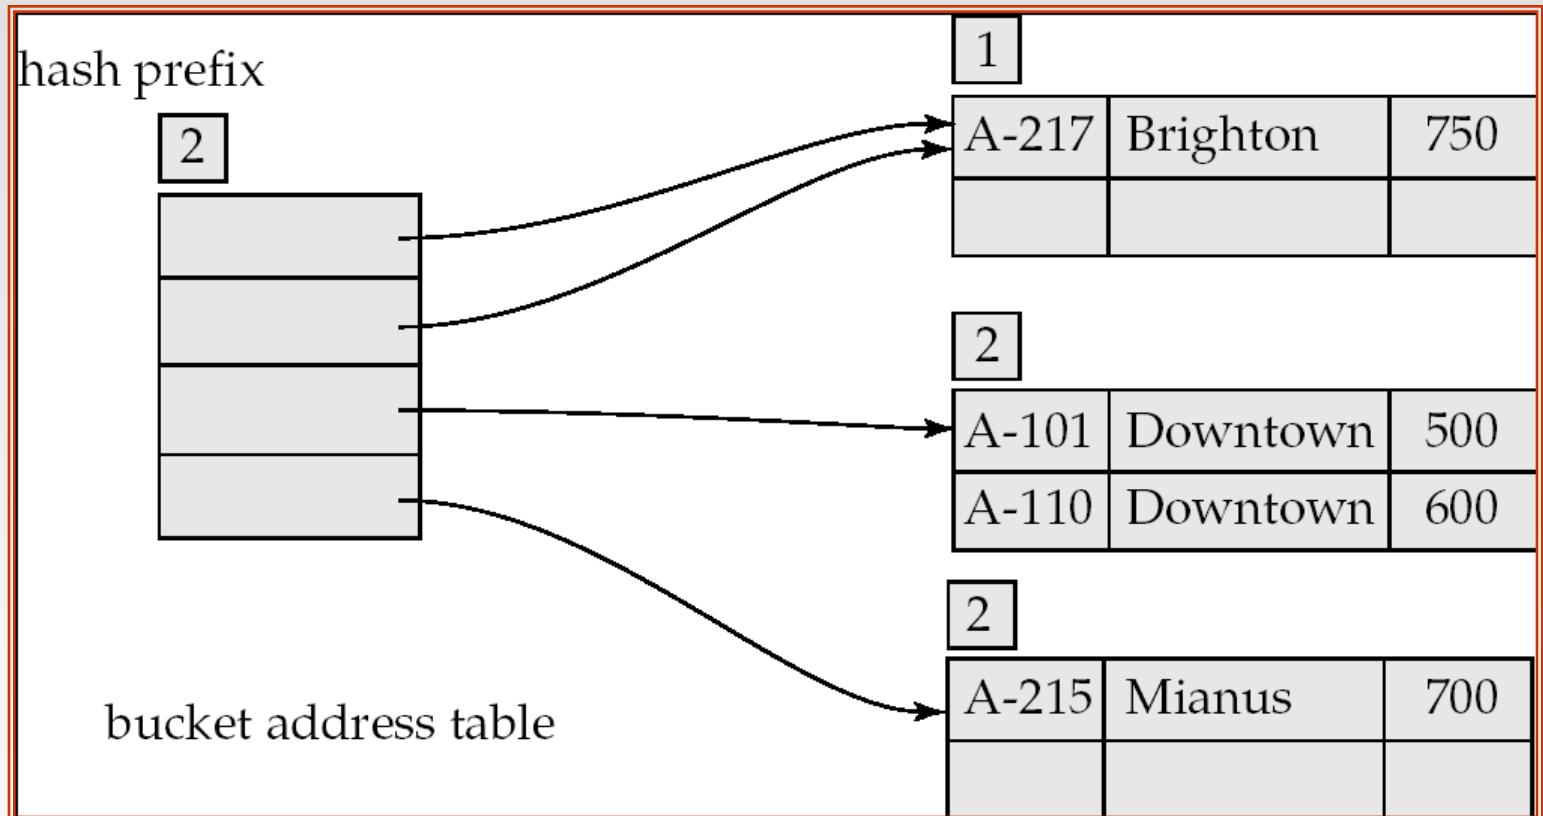 hash prefix
2
bucket address table
1
A-217 Brighton 750
2
A-101 Downtown 500
A-110 Downtown 600
2
A-215 Mianus 700